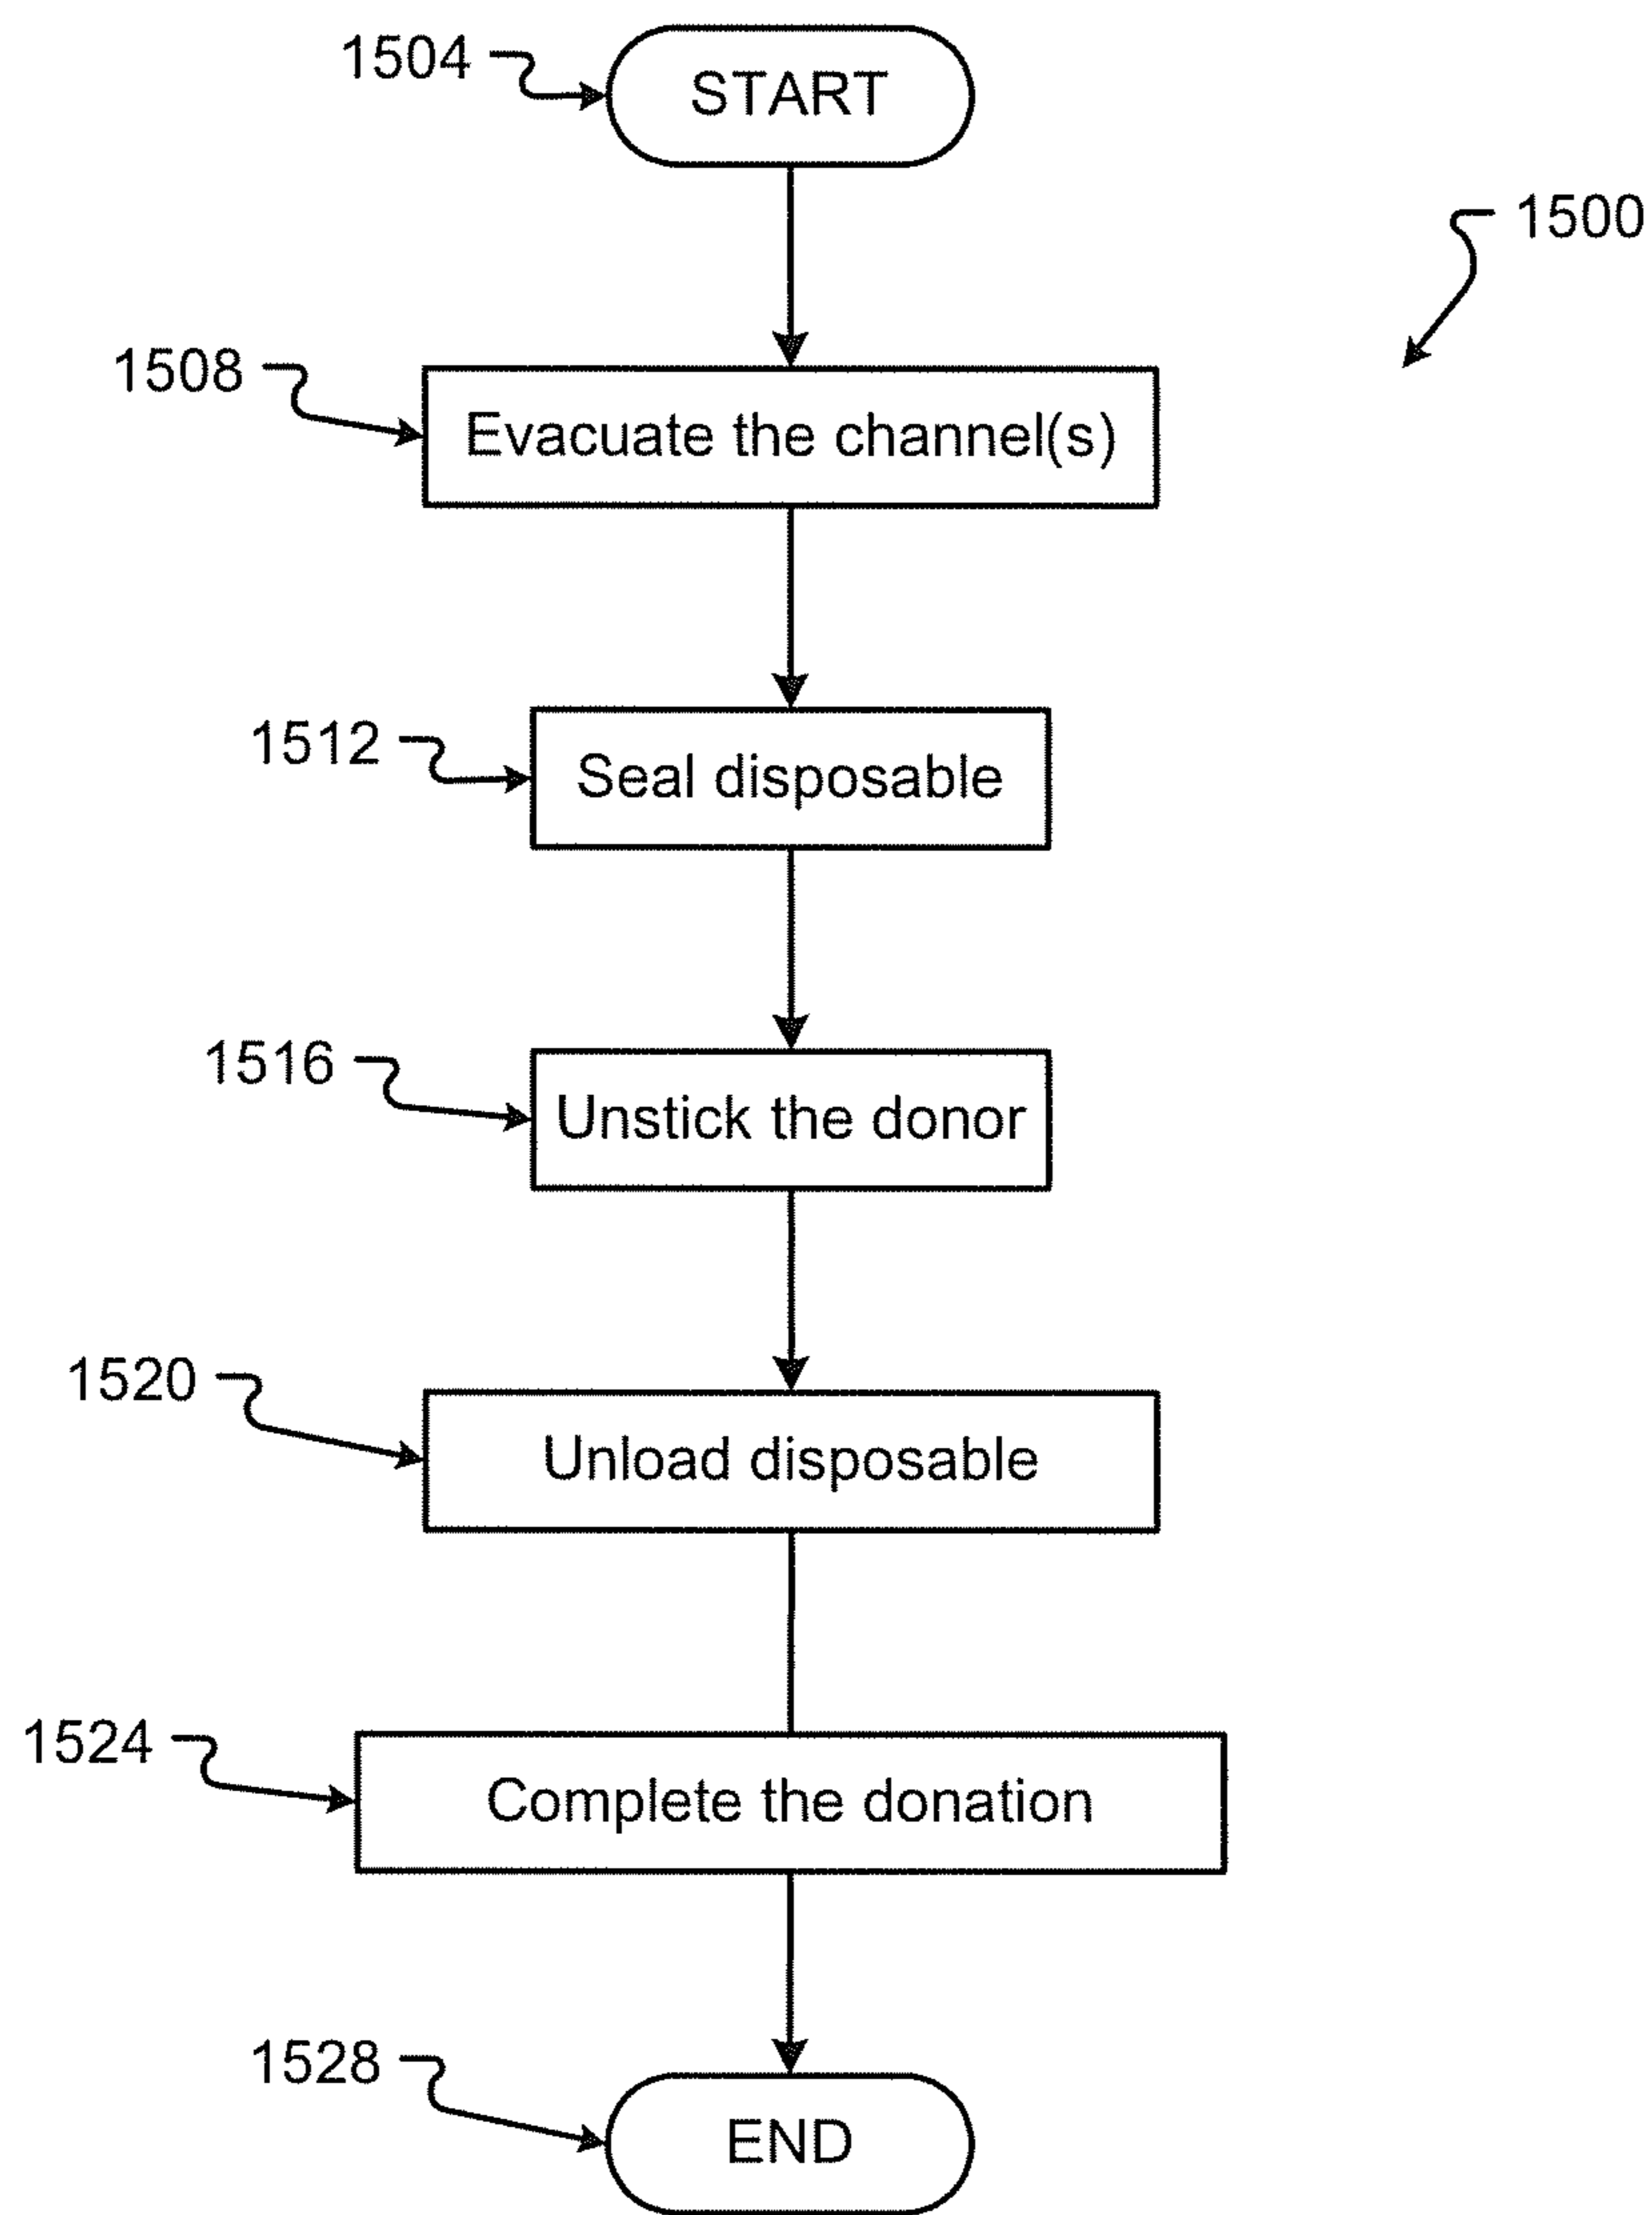 1504
START
1500
1508
Evacuate the channel(s)
1512
Seal disposable
1516
Unstick the donor
1520
Unload disposable
1524
Complete the donation
1528
END